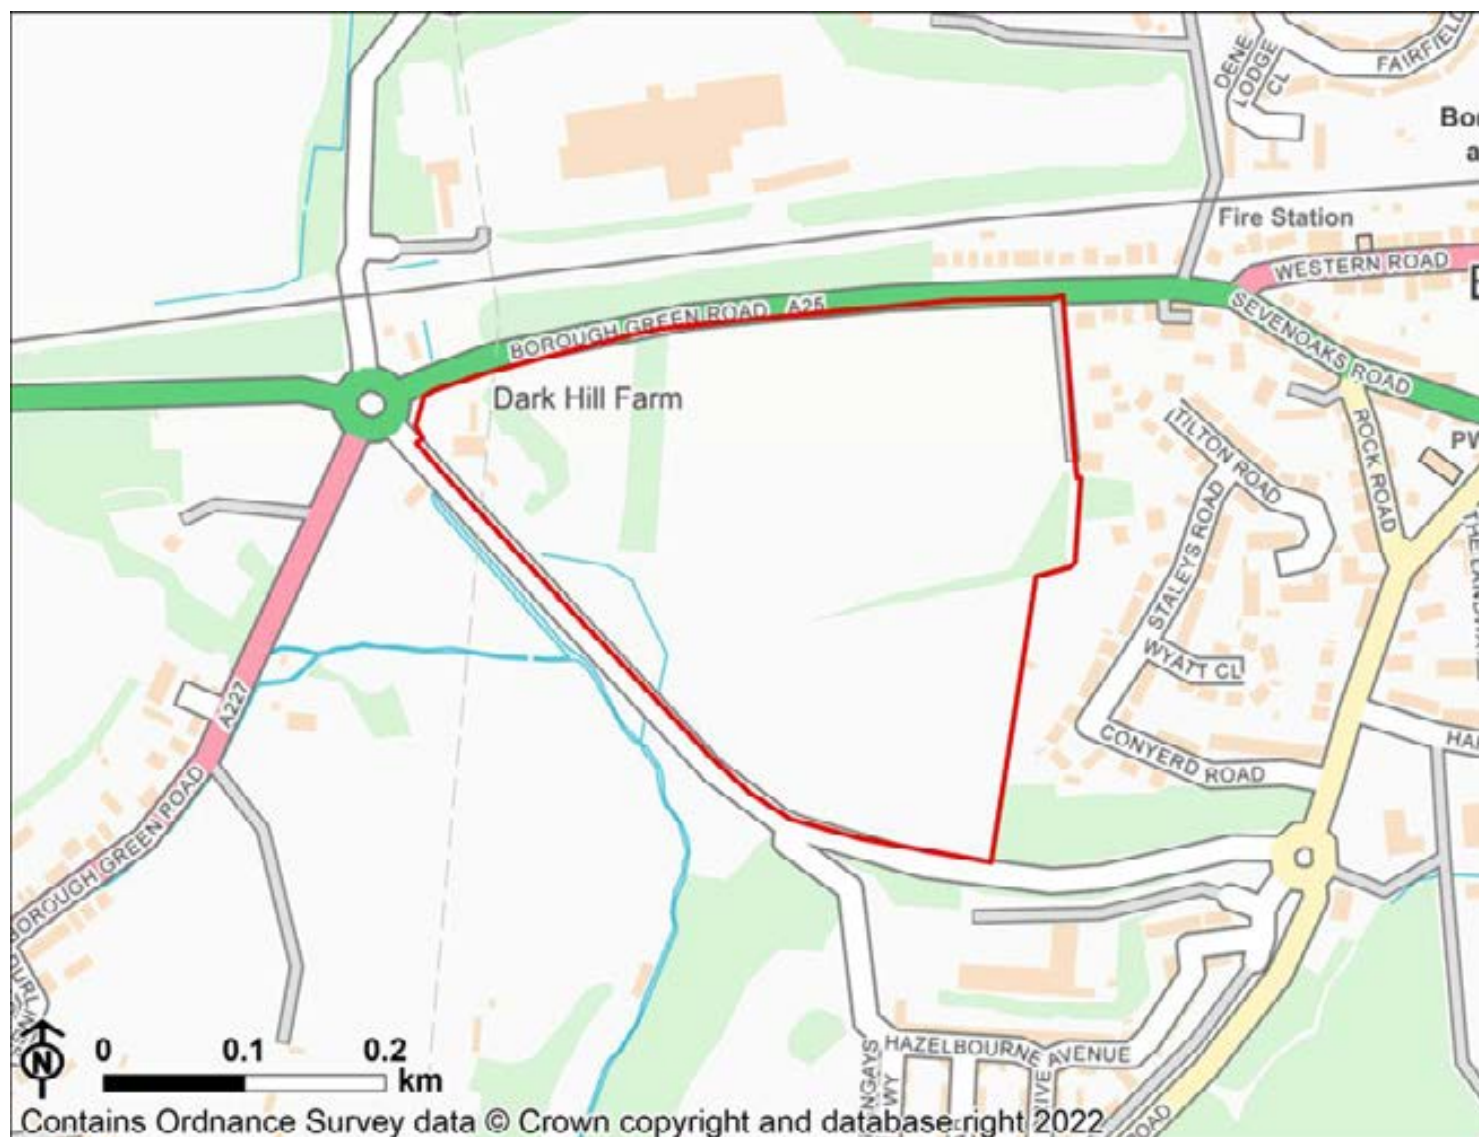 FAIRFIELD
DENE
LODGE
CL
Fire Station
WESTERN ROAD
BOROUGH GREEN ROAD A25
SEVENOAKS ROAD
Dark Hill Farm
TILTON ROAD
ROCK ROAD
STALEYS ROAD
WYATT CL
A227
CONYERD ROAD
BOROUGH GREEN ROAD
HAZELBOURNE AVENUE
WY
ROAD
N
0 0.1 0.2
km
Contains Ordnance Survey data © Crown copyright and database right 2022